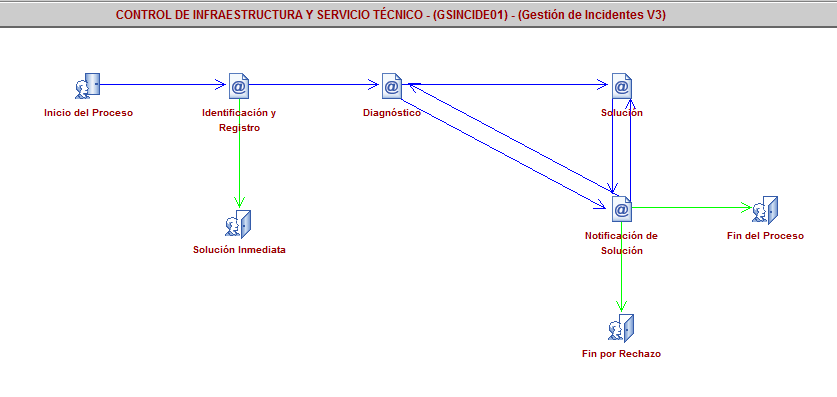 CONTROL DE INFRAESTRUCTURA Y SERVICIO TÉCNICO - (GSINCIDE01) - (Gestión de Incidentes V3)
Inicio del Proceso
Identificación y
Registro
Diagnóstico
Solución
Solución Inmediata
Notificación de
Solución
Fin del Proceso
Fin por Rechazo